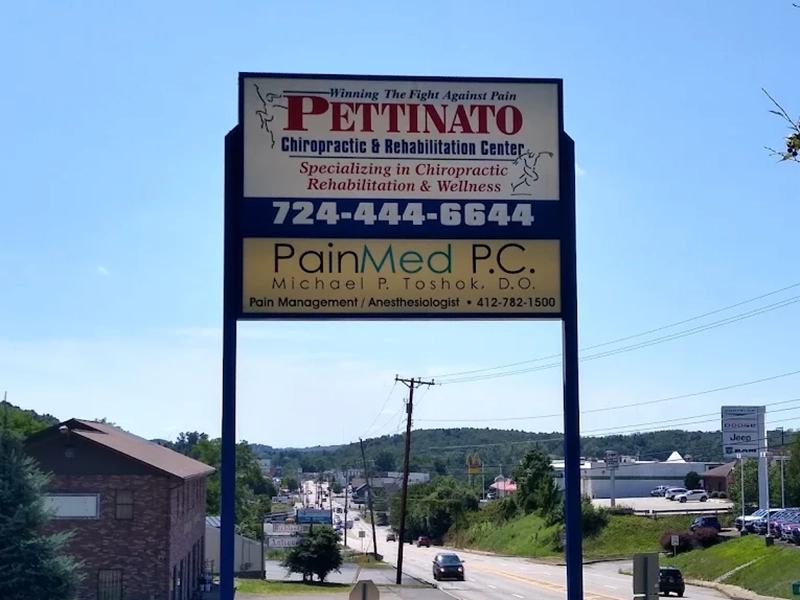 Winning The Fight Against Pain
PETTINATO
Chiropractic & Rehabilitation Center
Specializing in Chiropractic
Rehabilitation & Wellness
724-444-6644
PainMed P.C.
Michael P. Toshok, D.O.
Pain Management / Anesthesiologist • 412-782-1500
DODGE
Jeep
RAM